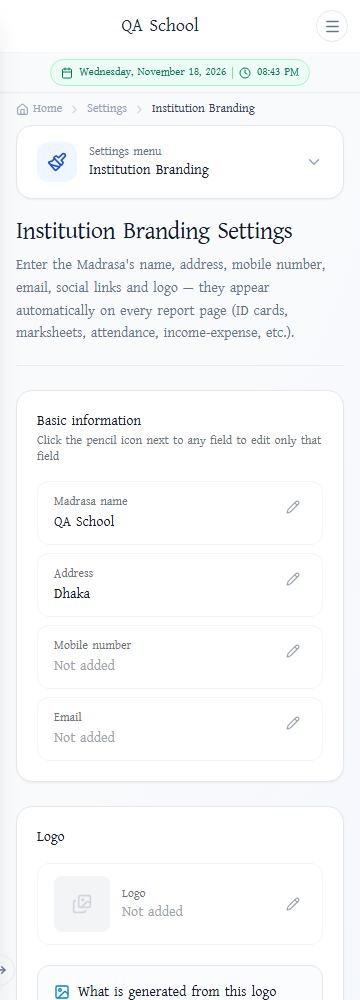 QA School
Wednesday, November 18, 2026 | 08:43 PM
Home > Settings > Institution Branding
Settings menu
Institution Branding
Institution Branding Settings
Enter the Madrasa's name, address, mobile number,
email, social links and logo — they appear
automatically on every report page (ID cards,
marksheets, attendance, income-expense, etc.).
Basic information
Click the pencil icon next to any field to edit only that
field
Madrasa name
QA School
Address
Dhaka
Mobile number
Not added
Email
Not added
Logo
Logo
Not added
What is generated from this logo